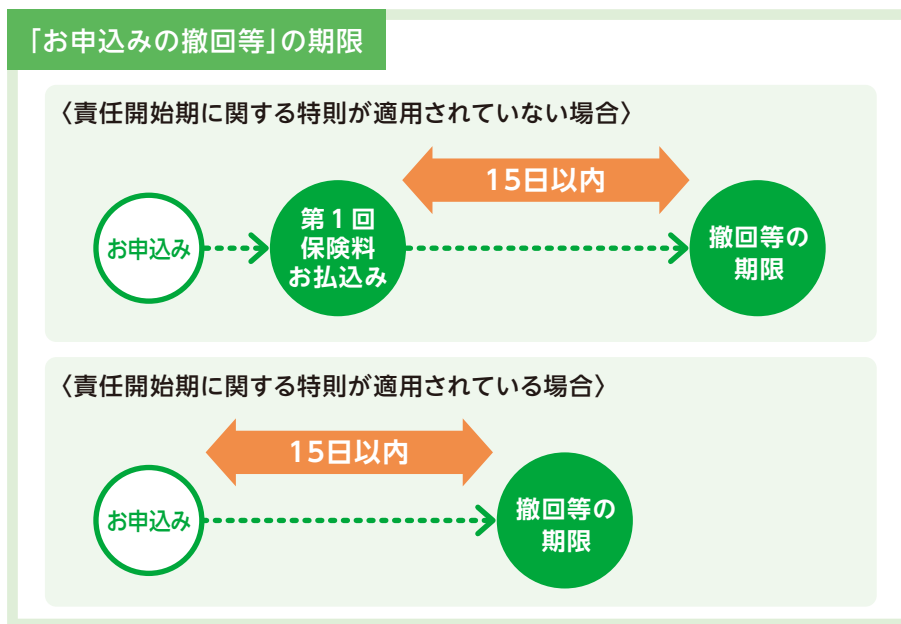 「お申込みの撤回等」の期限
〈責任開始期に関する特則が適用されていない場合〉
15日以内
お申込み
第1回
保険料
お払込み
撤回等の
期限
〈責任開始期に関する特則が適用されている場合〉
15日以内
お申込み
撤回等の
期限